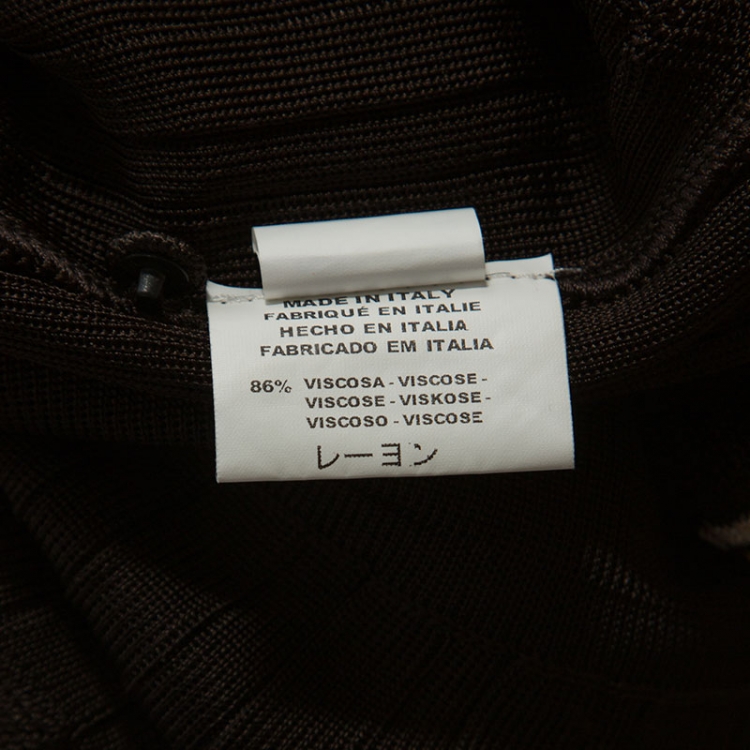 MADE IN ITALY
FABRIQUÉ EN ITALIE
HECHO EN ITALIA
FABRICADO EM ITALIA
86% VISCOSA - VISCOSE -
VISCOSE - VISKOSE -
VISCOSO - VISCOSE
レーヨン